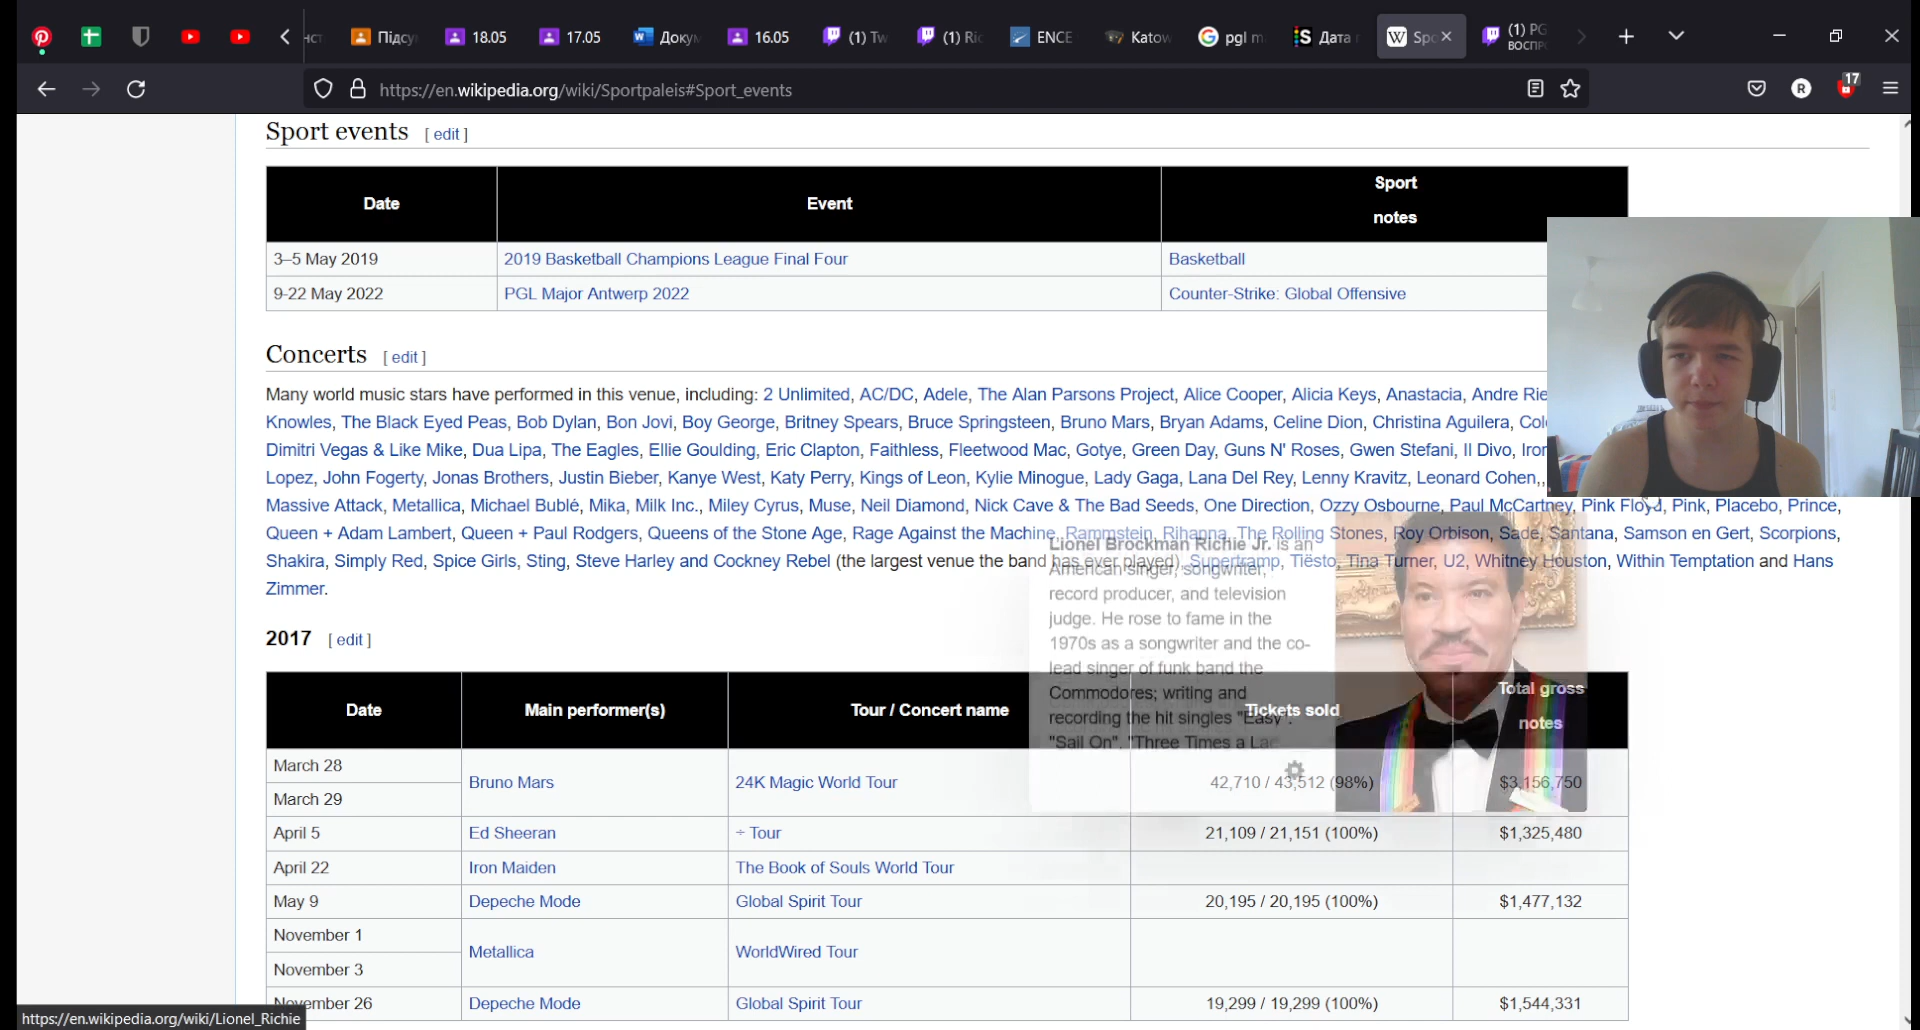 Підсу
18.05
17.05
Докум
16.05
(1) Tw
(1) Ric
ENCE
Katow
pgl m
Дата
Spo
(1) PG
ВОСПР
https://en.wikipedia.org/wiki/Sportpaleis#Sport_events
R
17
Sport events [ edit ]
Date Event Sport
notes
3–5 May 2019 2019 Basketball Champions League Final Four Basketball
9-22 May 2022 PGL Major Antwerp 2022 Counter-Strike: Global Offensive
Concerts [ edit ]
Many world music stars have performed in this venue, including: 2 Unlimited, AC/DC, Adele, The Alan Parsons Project, Alice Cooper, Alicia Keys, Anastacia, Andre Rie
Knowles, The Black Eyed Peas, Bob Dylan, Bon Jovi, Boy George, Britney Spears, Bruce Springsteen, Bruno Mars, Bryan Adams, Celine Dion, Christina Aguilera, Col
Dimitri Vegas & Like Mike, Dua Lipa, The Eagles, Ellie Goulding, Eric Clapton, Faithless, Fleetwood Mac, Gotye, Green Day, Guns N' Roses, Gwen Stefani, Il Divo, Iron
Lopez, John Fogerty, Jonas Brothers, Justin Bieber, Kanye West, Katy Perry, Kings of Leon, Kylie Minogue, Lady Gaga, Lana Del Rey, Lenny Kravitz, Leonard Cohen,,
Massive Attack, Metallica, Michael Bublé, Mika, Milk Inc., Miley Cyrus, Muse, Neil Diamond, Nick Cave & The Bad Seeds, One Direction, Ozzy Osbourne, Paul McCartney, Pink Floyd, Pink, Placebo, Prince,
Queen + Adam Lambert, Queen + Paul Rodgers, Queens of the Stone Age, Rage Against the Machine, Rammstein, Rihanna, The Rolling Stones, Roy Orbison, Sade, Santana, Samson en Gert, Scorpions,
Shakira, Simply Red, Spice Girls, Sting, Steve Harley and Cockney Rebel (the largest venue the band has ever played), Supertramp, Tiësto, Tina Turner, U2, Whitney Houston, Within Temptation and Hans
Zimmer.
Lionel Brockman Richie Jr. is an
American singer, songwriter,
record producer, and television
judge. He rose to fame in the
1970s as a songwriter and the co-
lead singer of funk band the
Commodores; writing and
recording the hit singles "Easy",
"Sail On", "Three Times a La
2017 [ edit ]
Date Main performer(s) Tour / Concert name Tickets sold Total gross
notes
March 28
March 29
Bruno Mars 24K Magic World Tour 42,710 / 43,512 (98%) $3,156,750
April 5 Ed Sheeran ÷ Tour 21,109 / 21,151 (100%) $1,325,480
April 22 Iron Maiden The Book of Souls World Tour
May 9 Depeche Mode Global Spirit Tour 20,195 / 20,195 (100%) $1,477,132
November 1
November 3
Metallica WorldWired Tour
November 26 Depeche Mode Global Spirit Tour 19,299 / 19,299 (100%) $1,544,331
https://en.wikipedia.org/wiki/Lionel_Richie